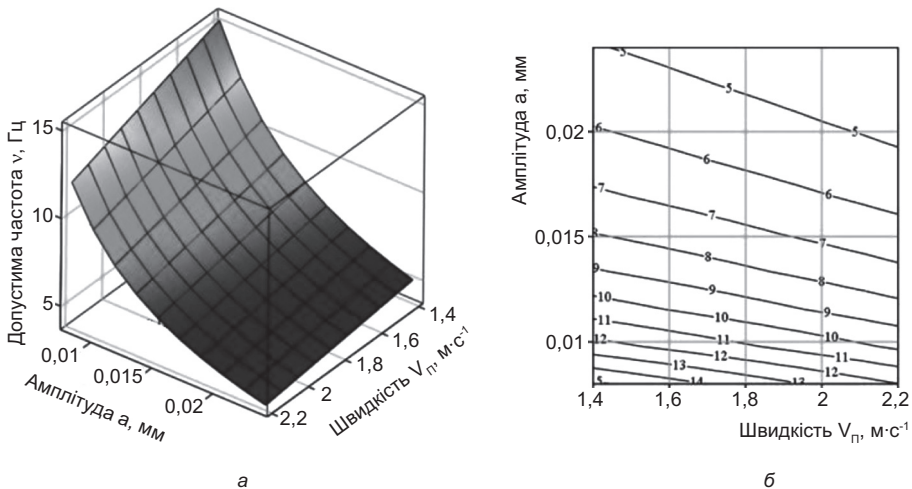 Допустима частота ν, Гц
15
10
5
0,01
0,015
0,02
Амплітуда a, мм
2,2
2
1,8
1,6
1,4
Швидкість Vп, м·с⁻¹
а
Амплітуда a, мм
0,02
0,015
0,01
5 5 5
6 6 6
7 7 7
8 8 8
9 9 9
10 10 10
11 11 11
12 12 12
13 13
5 14
1,4 1,6 1,8 2 2,2
Швидкість Vп, м·с⁻¹
б